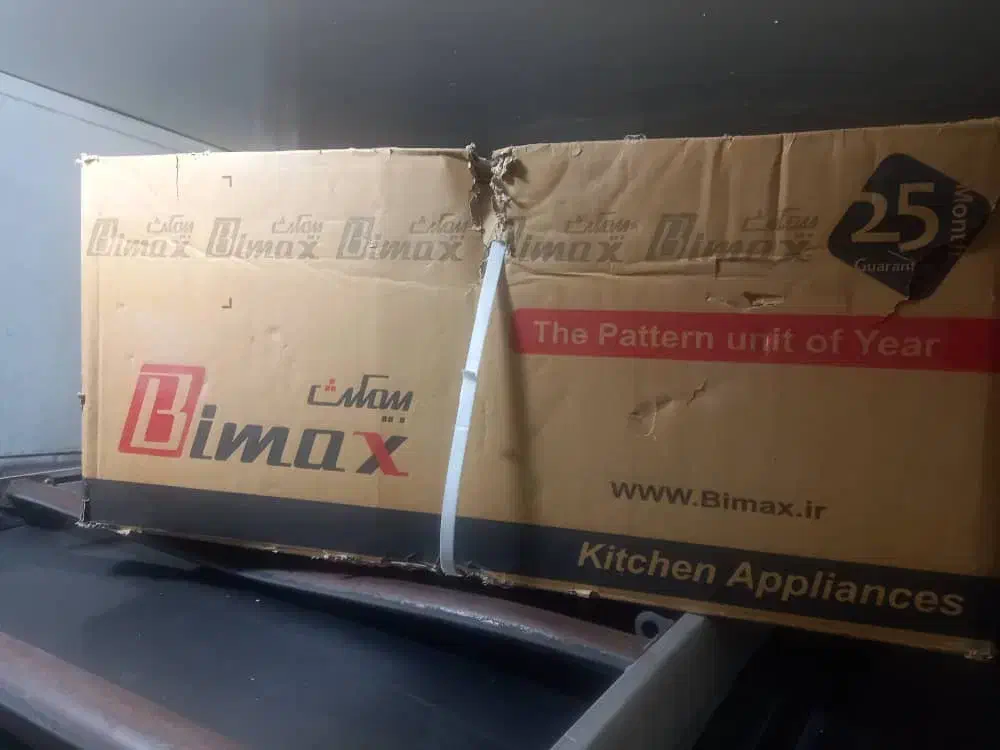 Bimax بیمکث Bimax بیمکث Bimax بیمکث Bimax بیمکث Bimax بیمکث
25
Month
The Pattern unit of Year
بیمکث
Bimax
www.Bimax.ir
Kitchen Appliances